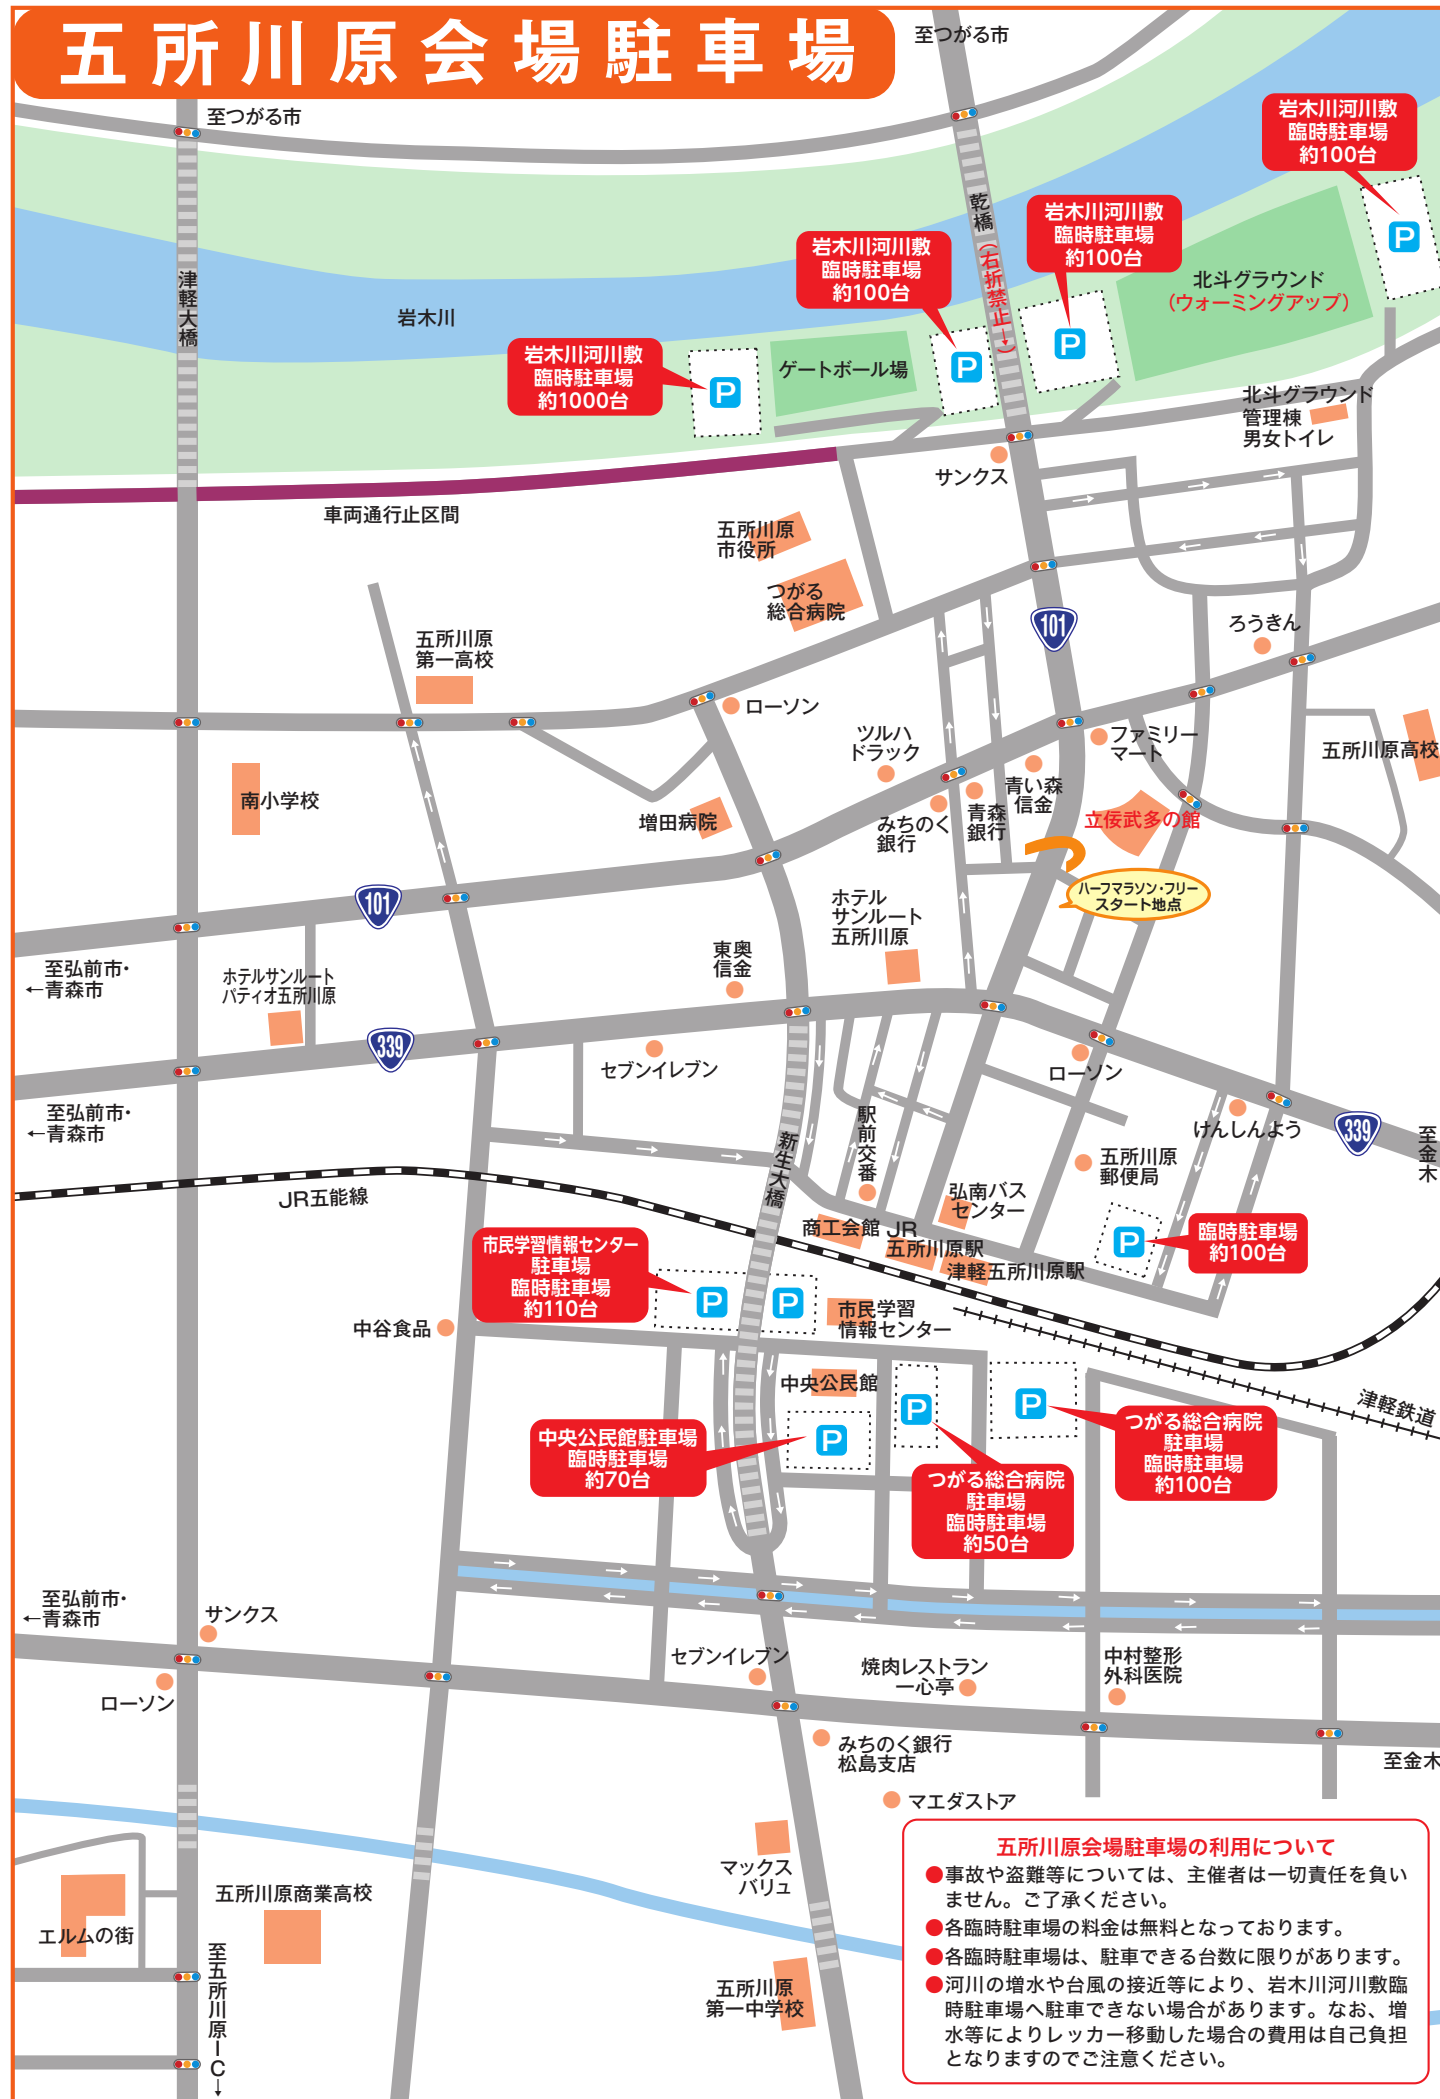 五所川原会場駐車場
至つがる市
至つがる市
岩木川河川敷
臨時駐車場
約100台
岩木川河川敷
臨時駐車場
約100台
岩木川河川敷
臨時駐車場
約100台
岩木川河川敷
臨時駐車場
約1000台
P
P
P
P
乾橋(右折禁止→)
津軽大橋
岩木川
北斗グラウンド
(ウォーミングアップ)
ゲートボール場
北斗グラウンド
管理棟
男女トイレ
サンクス
車両通行止区間
五所川原
市役所
つがる
総合病院
101
ろうきん
五所川原
第一高校
ローソン
ツルハ
ドラック
ファミリー
マート
五所川原高校
南小学校
増田病院
みちのく
銀行
青森
銀行
青い森
信金
立佞武多の館
ハーフマラソン・フリー
スタート地点
101
ホテル
サンルート
五所川原
東奥
信金
至弘前市・
←青森市
ホテルサンルート
パティオ五所川原
339
セブンイレブン
ローソン
至弘前市・
←青森市
けんしんよう
339
至金木
駅前交番
新生大橋
五所川原
郵便局
JR五能線
弘南バス
センター
商工会館
JR
五所川原駅
津軽五所川原駅
P
臨時駐車場
約100台
市民学習情報センター
駐車場
臨時駐車場
約110台
P
P
市民学習
情報センター
中谷食品
中央公民館
P
P
P
津軽鉄道
中央公民館駐車場
臨時駐車場
約70台
つがる総合病院
駐車場
臨時駐車場
約50台
つがる総合病院
駐車場
臨時駐車場
約100台
至弘前市・
←青森市
サンクス
ローソン
セブンイレブン
焼肉レストラン
一心亭
中村整形
外科医院
みちのく銀行
松島支店
至金木
マエダストア
マックス
バリュ
五所川原商業高校
エルムの街
至五所川原IC→
五所川原
第一中学校
五所川原会場駐車場の利用について
●事故や盗難等については、主催者は一切責任を負い
ません。ご了承ください。
●各臨時駐車場の料金は無料となっております。
●各臨時駐車場は、駐車できる台数に限りがあります。
●河川の増水や台風の接近等により、岩木川河川敷臨
時駐車場へ駐車できない場合があります。なお、増
水等によりレッカー移動した場合の費用は自己負担
となりますのでご注意ください。